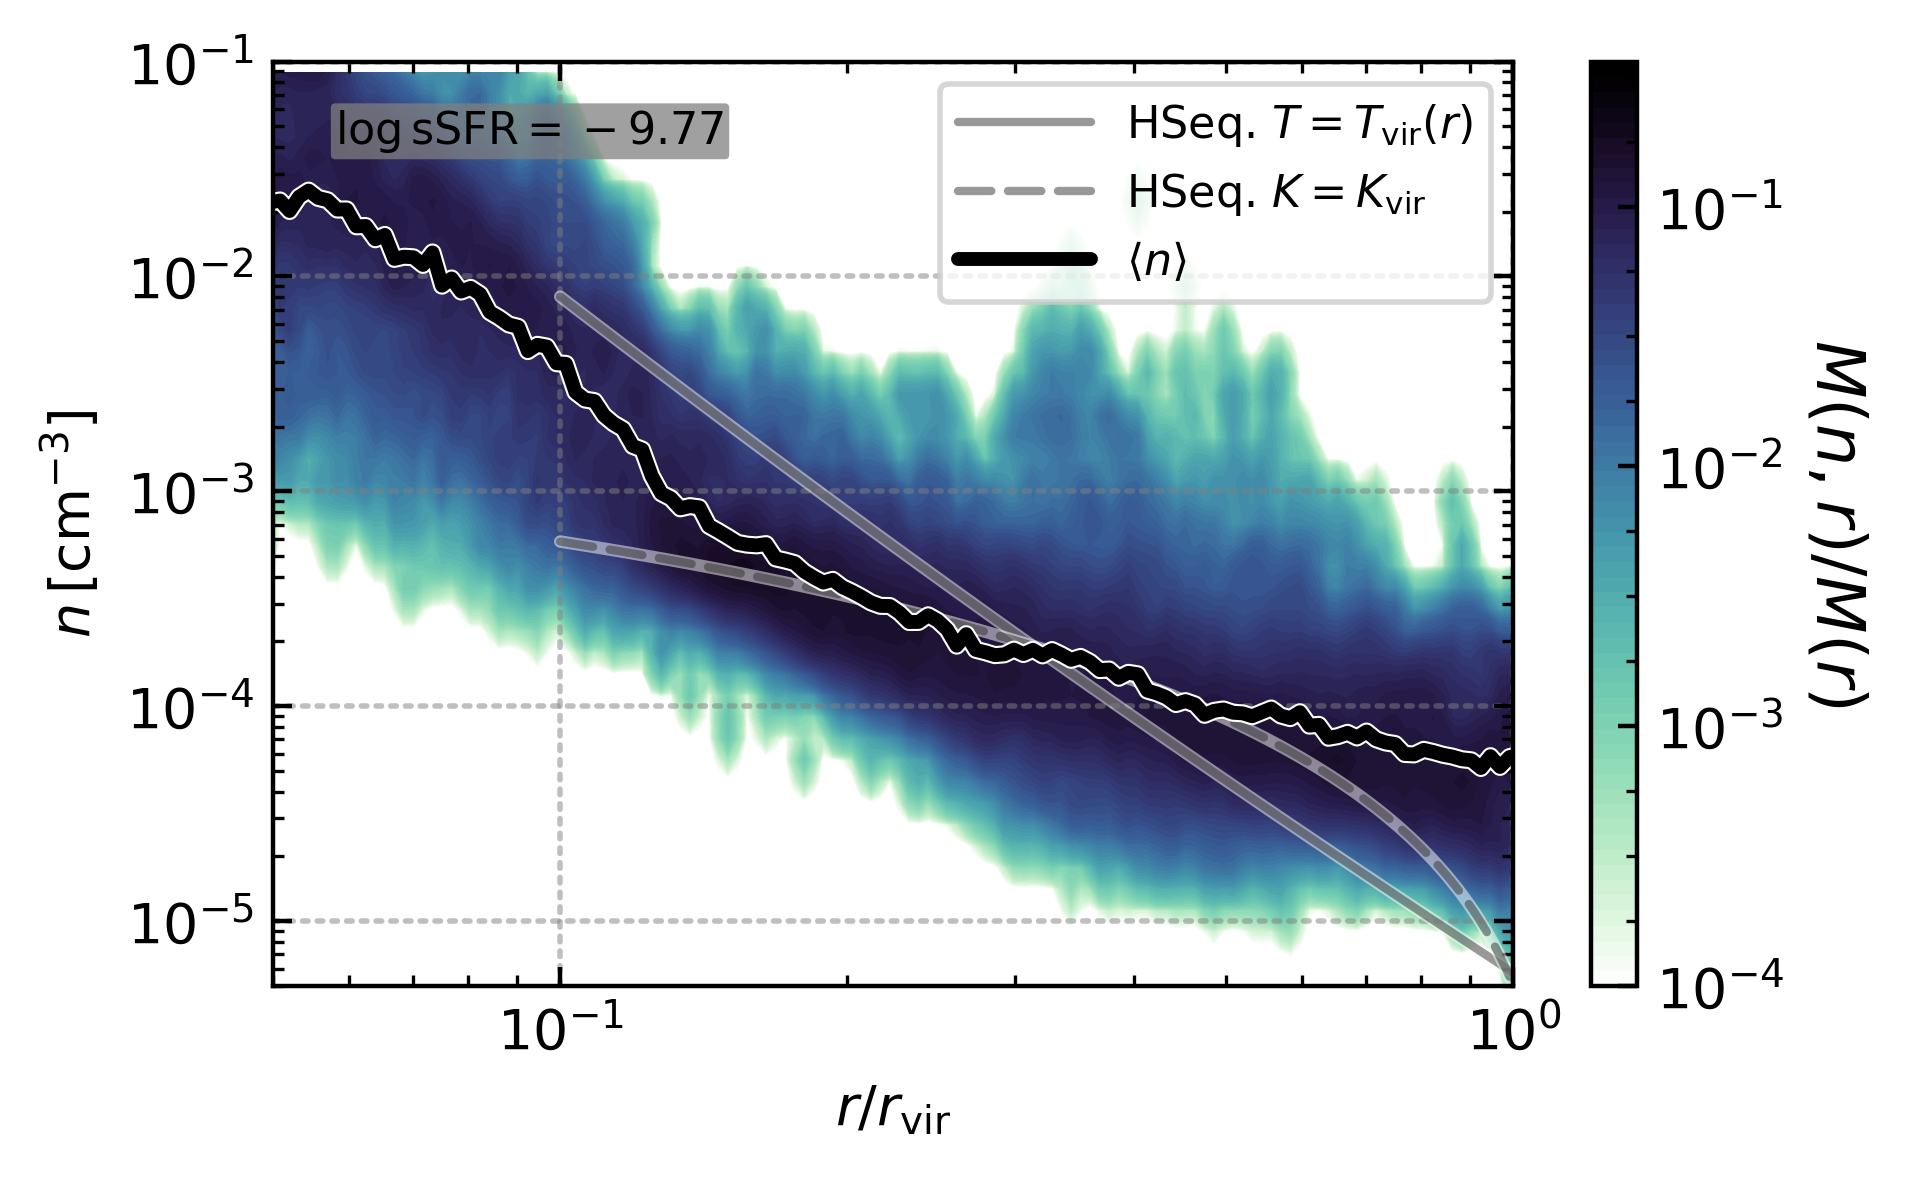 10⁻¹
10⁻²
10⁻³
10⁻⁴
10⁻⁵
n [cm⁻³]
log sSFR = − 9.77
HSeq. T = T_vir(r)
HSeq. K = K_vir
⟨n⟩
10⁻¹
10⁰
r/r_vir
10⁻¹
10⁻²
10⁻³
10⁻⁴
M(n, r)/M(r)